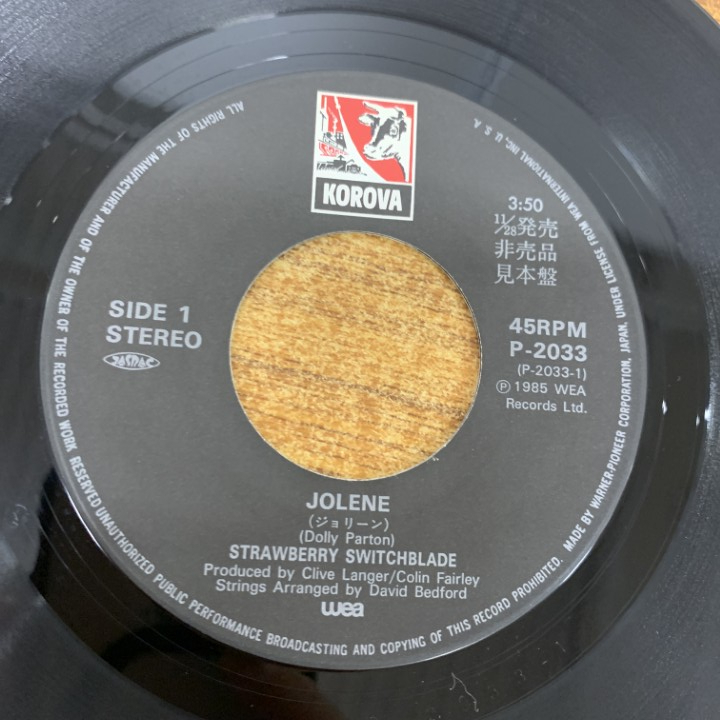 KOROVA
3:50
11/28発売
非売品
見本盤
SIDE 1
STEREO
JASRAC
45RPM
P-2033
(P-2033-1)
Ⓟ1985 WEA
Records Ltd.
JOLENE
(ジョリーン)
(Dolly Parton)
STRAWBERRY SWITCHBLADE
Produced by Clive Langer/Colin Fairley
Strings Arranged by David Bedford
wea
ALL RIGHTS OF THE MANUFACTURER AND OF THE OWNER OF THE RECORDED WORK RESERVED UNAUTHORIZED PUBLIC PERFORMANCE BROADCASTING AND COPYING OF THIS RECORD PROHIBITED. MADE BY WARNER-PIONEER CORPORATION, JAPAN, UNDER LICENSE FROM WEA INTERNATIONAL INC., U.S.A.